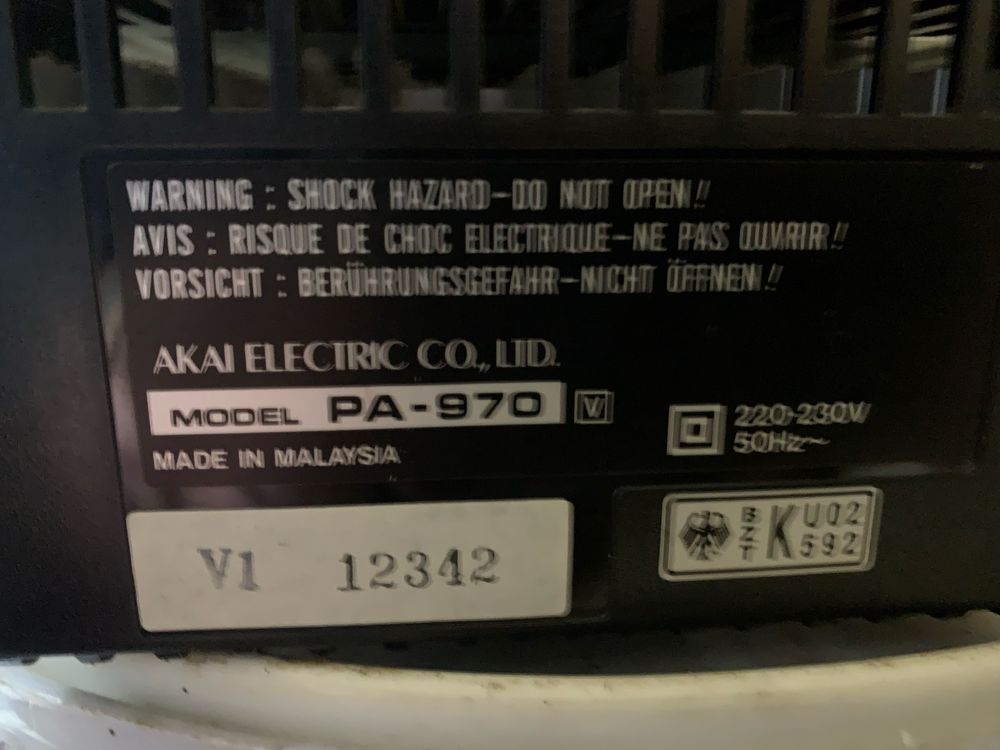 WARNING : SHOCK HAZARD–DO NOT OPEN!!
AVIS : RISQUE DE CHOC ELECTRIQUE–NE PAS OUVRIR!!
VORSICHT : BERÜHRUNGSGEFAHR–NICHT ÖFFNEN!!
AKAI ELECTRIC CO., LTD.
MODEL PA-970 V
220-230V
50Hz~
MADE IN MALAYSIA
V1 12342
BZT K U02
592